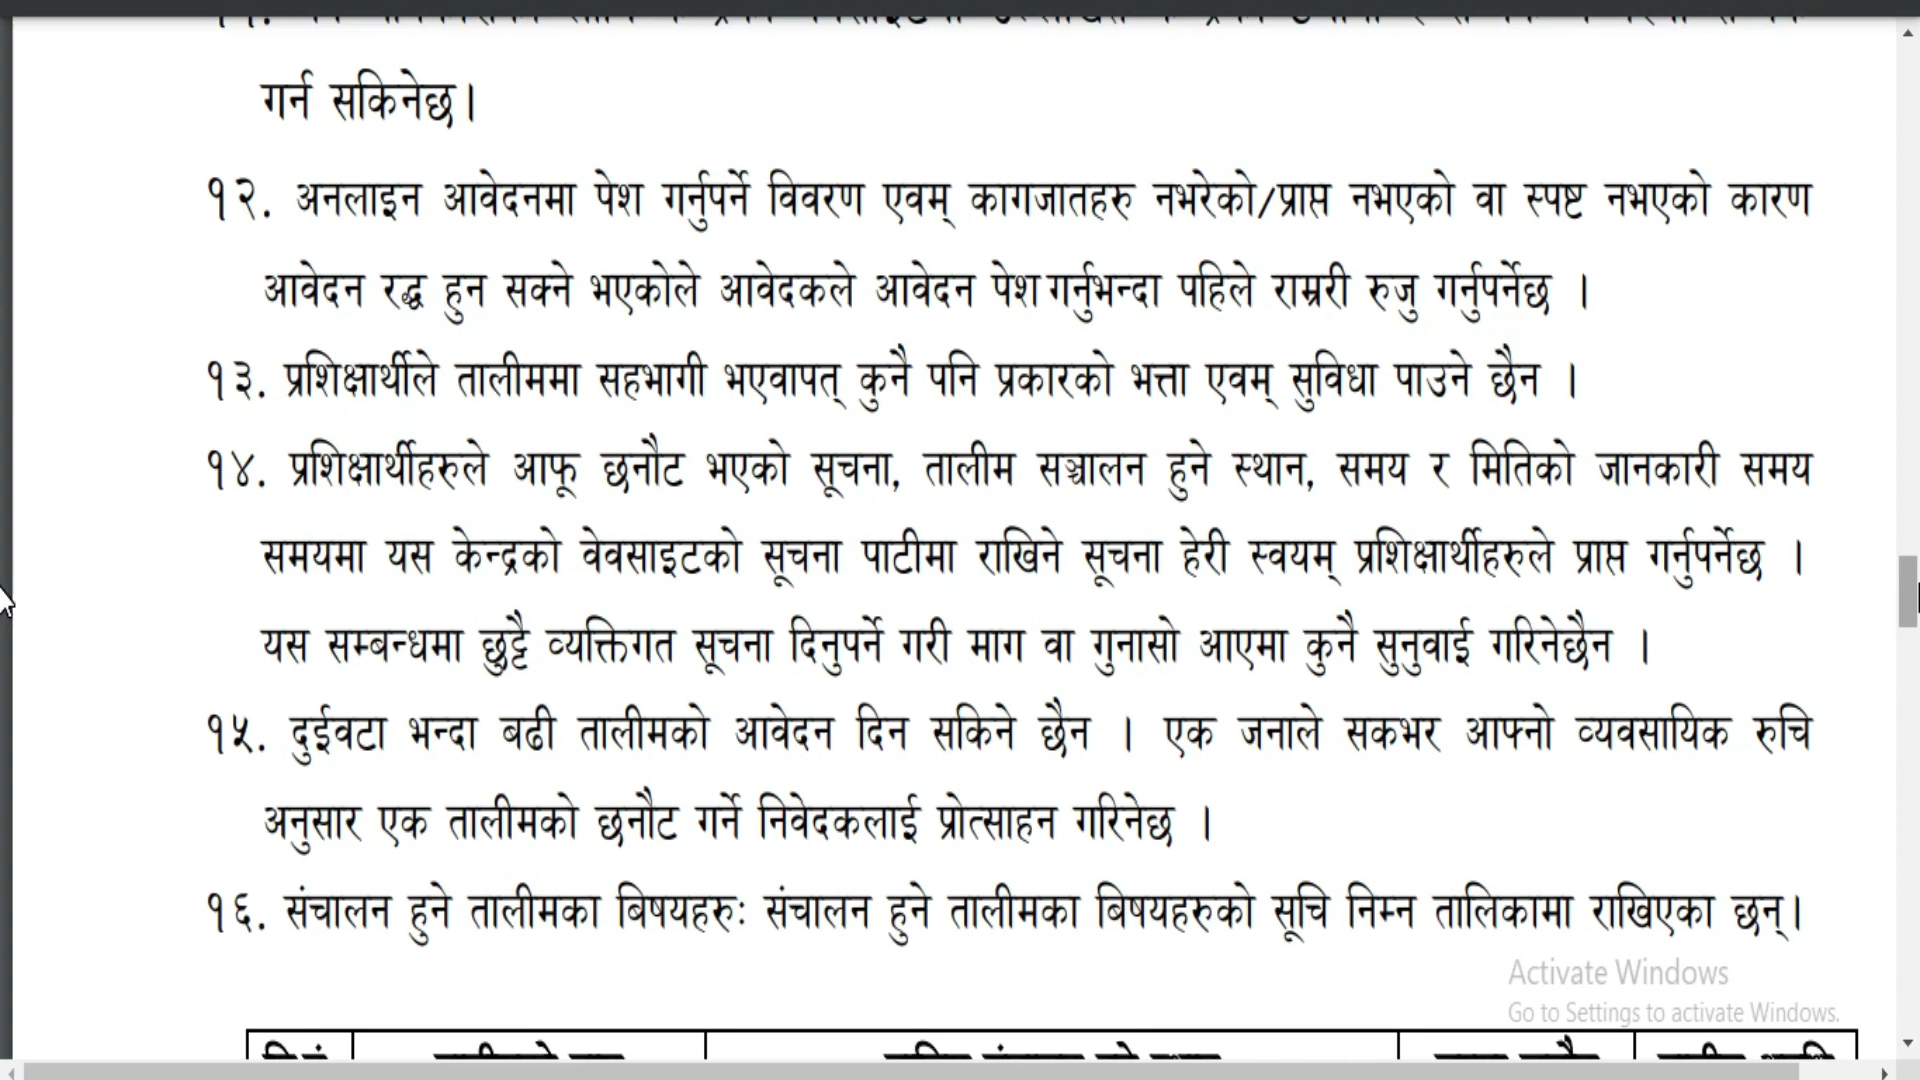 गर्न सकिनेछ।
१२. अनलाइन आवेदनमा पेश गर्नुपर्ने विवरण एवम् कागजातहरु नभरेको/प्राप्त नभएको वा स्पष्ट नभएको कारण
आवेदन रद्ध हुन सक्ने भएकोले आवेदकले आवेदन पेश गर्नुभन्दा पहिले राम्ररी रुजु गर्नुपर्नेछ ।
१३. प्रशिक्षार्थीले तालीममा सहभागी भएवापत् कुनै पनि प्रकारको भत्ता एवम् सुविधा पाउने छैन ।
१४. प्रशिक्षार्थीहरुले आफू छनौट भएको सूचना, तालीम सञ्चालन हुने स्थान, समय र मितिको जानकारी समय
समयमा यस केन्द्रको वेवसाइटको सूचना पाटीमा राखिने सूचना हेरी स्वयम् प्रशिक्षार्थीहरुले प्राप्त गर्नुपर्नेछ ।
यस सम्बन्धमा छुट्टै व्यक्तिगत सूचना दिनुपर्ने गरी माग वा गुनासो आएमा कुनै सुनुवाई गरिनेछैन ।
१५. दुईवटा भन्दा बढी तालीमको आवेदन दिन सकिने छैन । एक जनाले सकभर आफ्नो व्यवसायिक रुचि
अनुसार एक तालीमको छनौट गर्ने निवेदकलाई प्रोत्साहन गरिनेछ ।
१६. संचालन हुने तालीमका बिषयहरुः संचालन हुने तालीमका बिषयहरुको सूचि निम्न तालिकामा राखिएका छन्।
Activate Windows
Go to Settings to activate Windows.